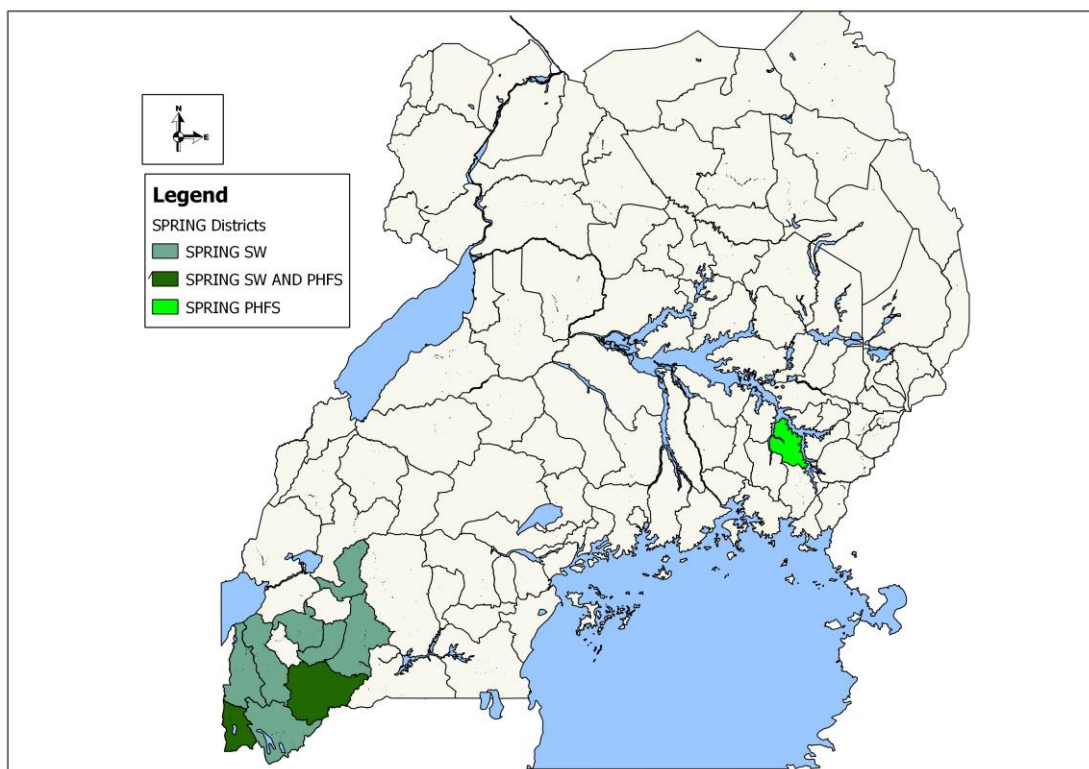 N
E
Legend
SPRING Districts
SPRING SW
SPRING SW AND PHFS
SPRING PHFS